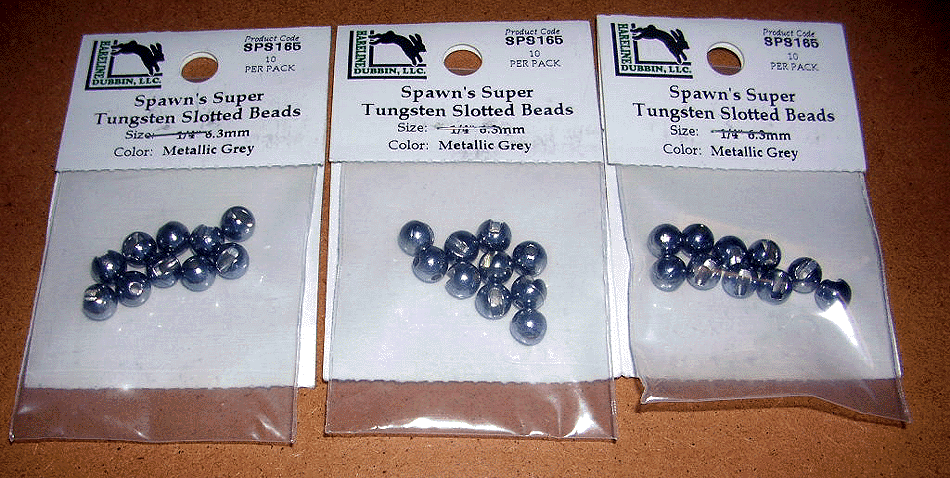 HARELINE
DUBBIN, LLC.
Product Code
SPS165
10
PER PACK
Spawn's Super
Tungsten Slotted Beads
Size: 1/4" 6.3mm
Color: Metallic Grey
HARELINE
DUBBIN, LLC.
Product Code
SPS165
10
PER PACK
Spawn's Super
Tungsten Slotted Beads
Size: 1/4" 6.3mm
Color: Metallic Grey
HARELINE
DUBBIN, LLC.
Product Code
SPS165
10
PER PACK
Spawn's Super
Tungsten Slotted Beads
Size: 1/4" 6.3mm
Color: Metallic Grey